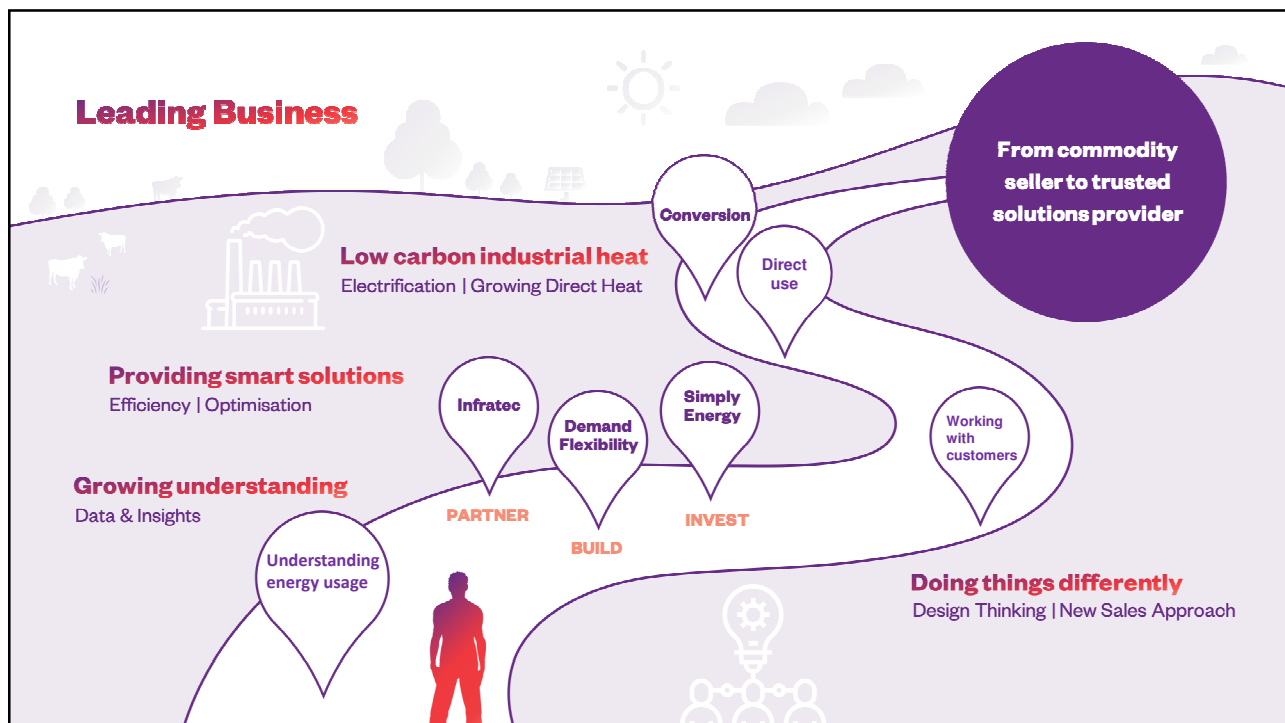 Leading Business
From commodity
seller to trusted
solutions provider
Conversion
Low carbon industrial heat
Electrification | Growing Direct Heat
Direct
use
Providing smart solutions
Efficiency | Optimisation
Infratec
Demand
Flexibility
Simply
Energy
Working
with
customers
Growing understanding
Data & Insights
PARTNER
BUILD
INVEST
Understanding
energy usage
Doing things differently
Design Thinking | New Sales Approach